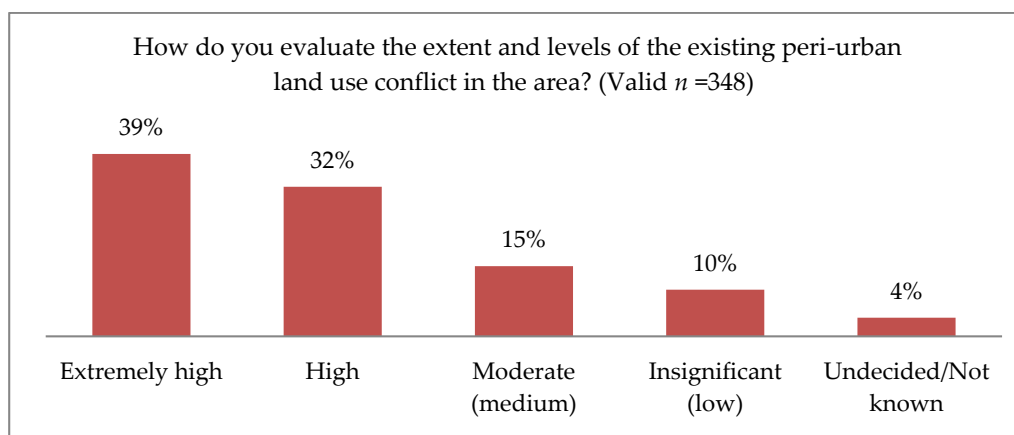 How do you evaluate the extent and levels of the existing peri-urban
land use conflict in the area? (Valid n =348)
39%
32%
15%
10%
4%
Extremely high
High
Moderate
(medium)
Insignificant
(low)
Undecided/Not
known